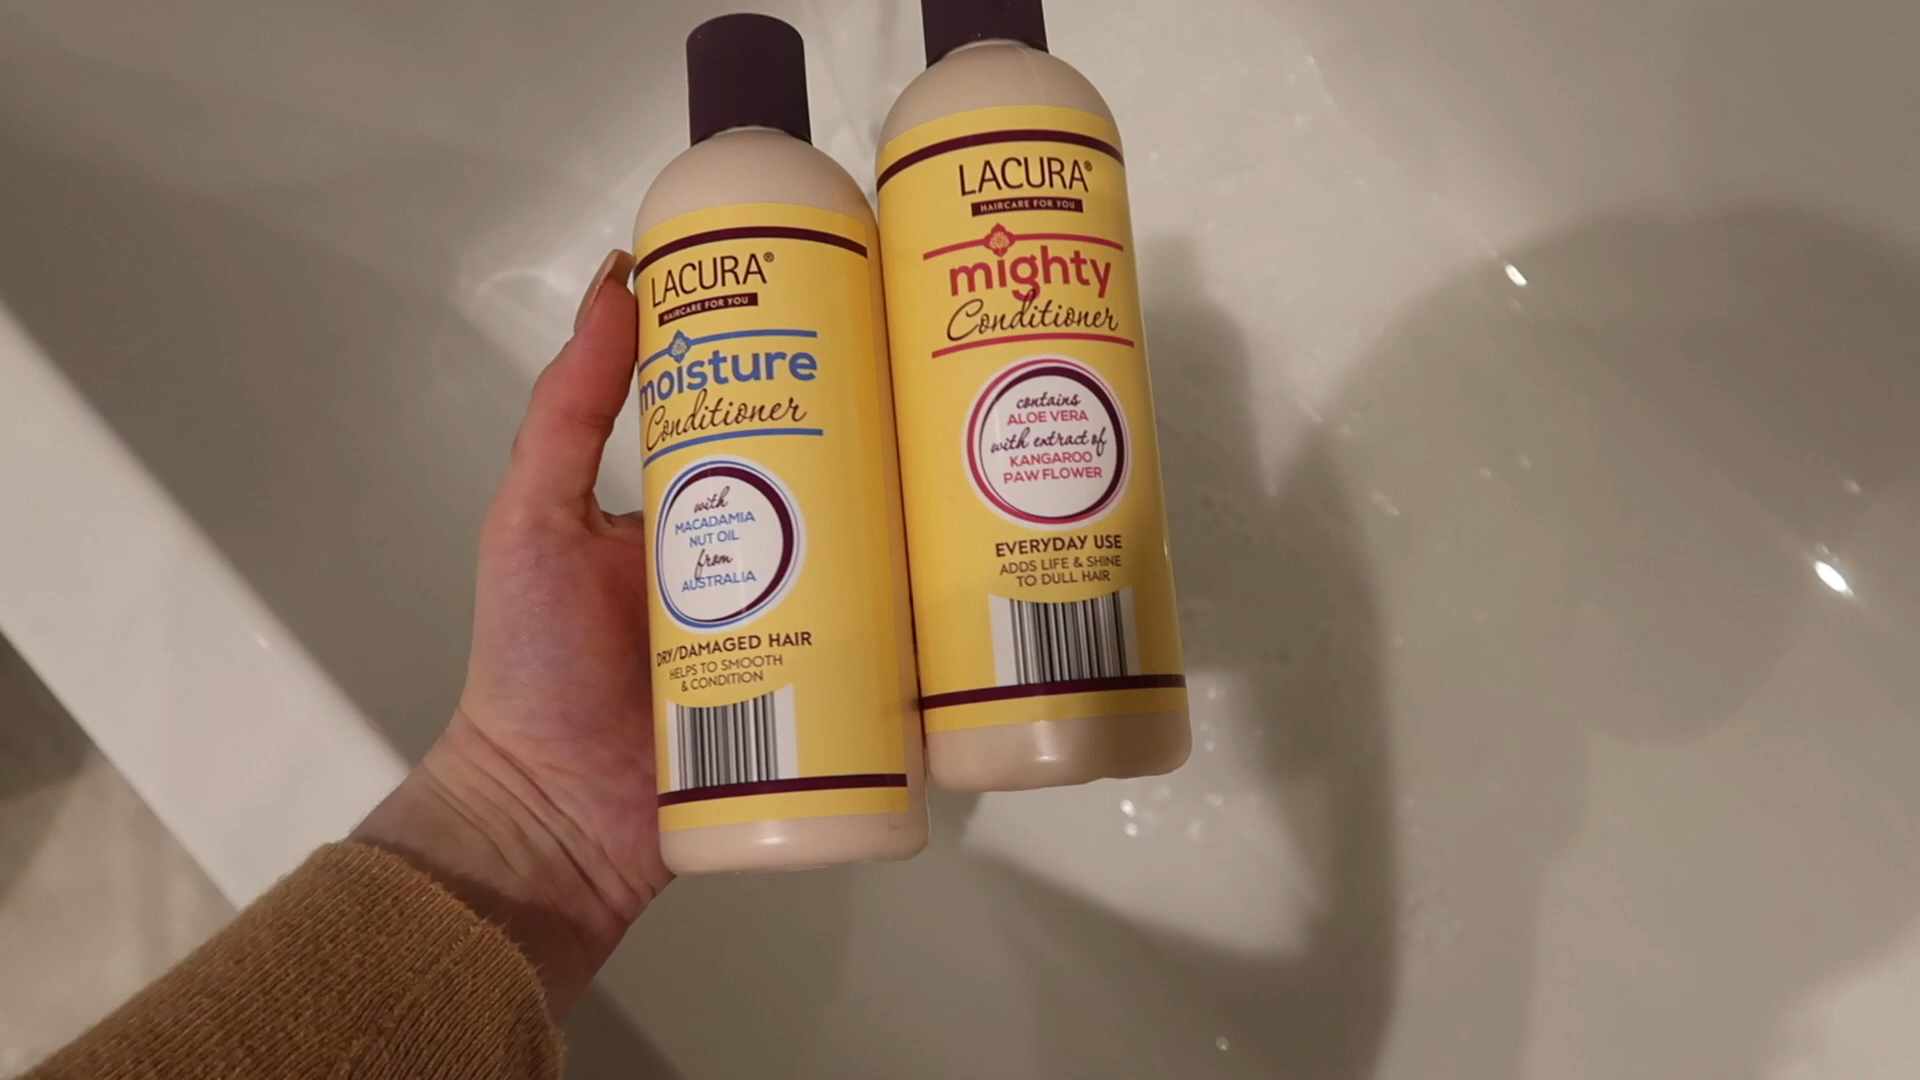 LACURA®
HAIRCARE FOR YOU
moisture
Conditioner
with
MACADAMIA
NUT OIL
from
AUSTRALIA
DRY/DAMAGED HAIR
HELPS TO SMOOTH
& CONDITION
LACURA®
HAIRCARE FOR YOU
mighty
Conditioner
contains
ALOE VERA
with extract of
KANGAROO
PAW FLOWER
EVERYDAY USE
ADDS LIFE & SHINE
TO DULL HAIR